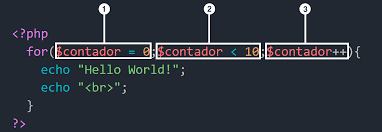 1 2 3
<?php
for($contador = 0;$contador < 10;$contador++){
echo "Hello World!";
echo "<br>";
}
?>